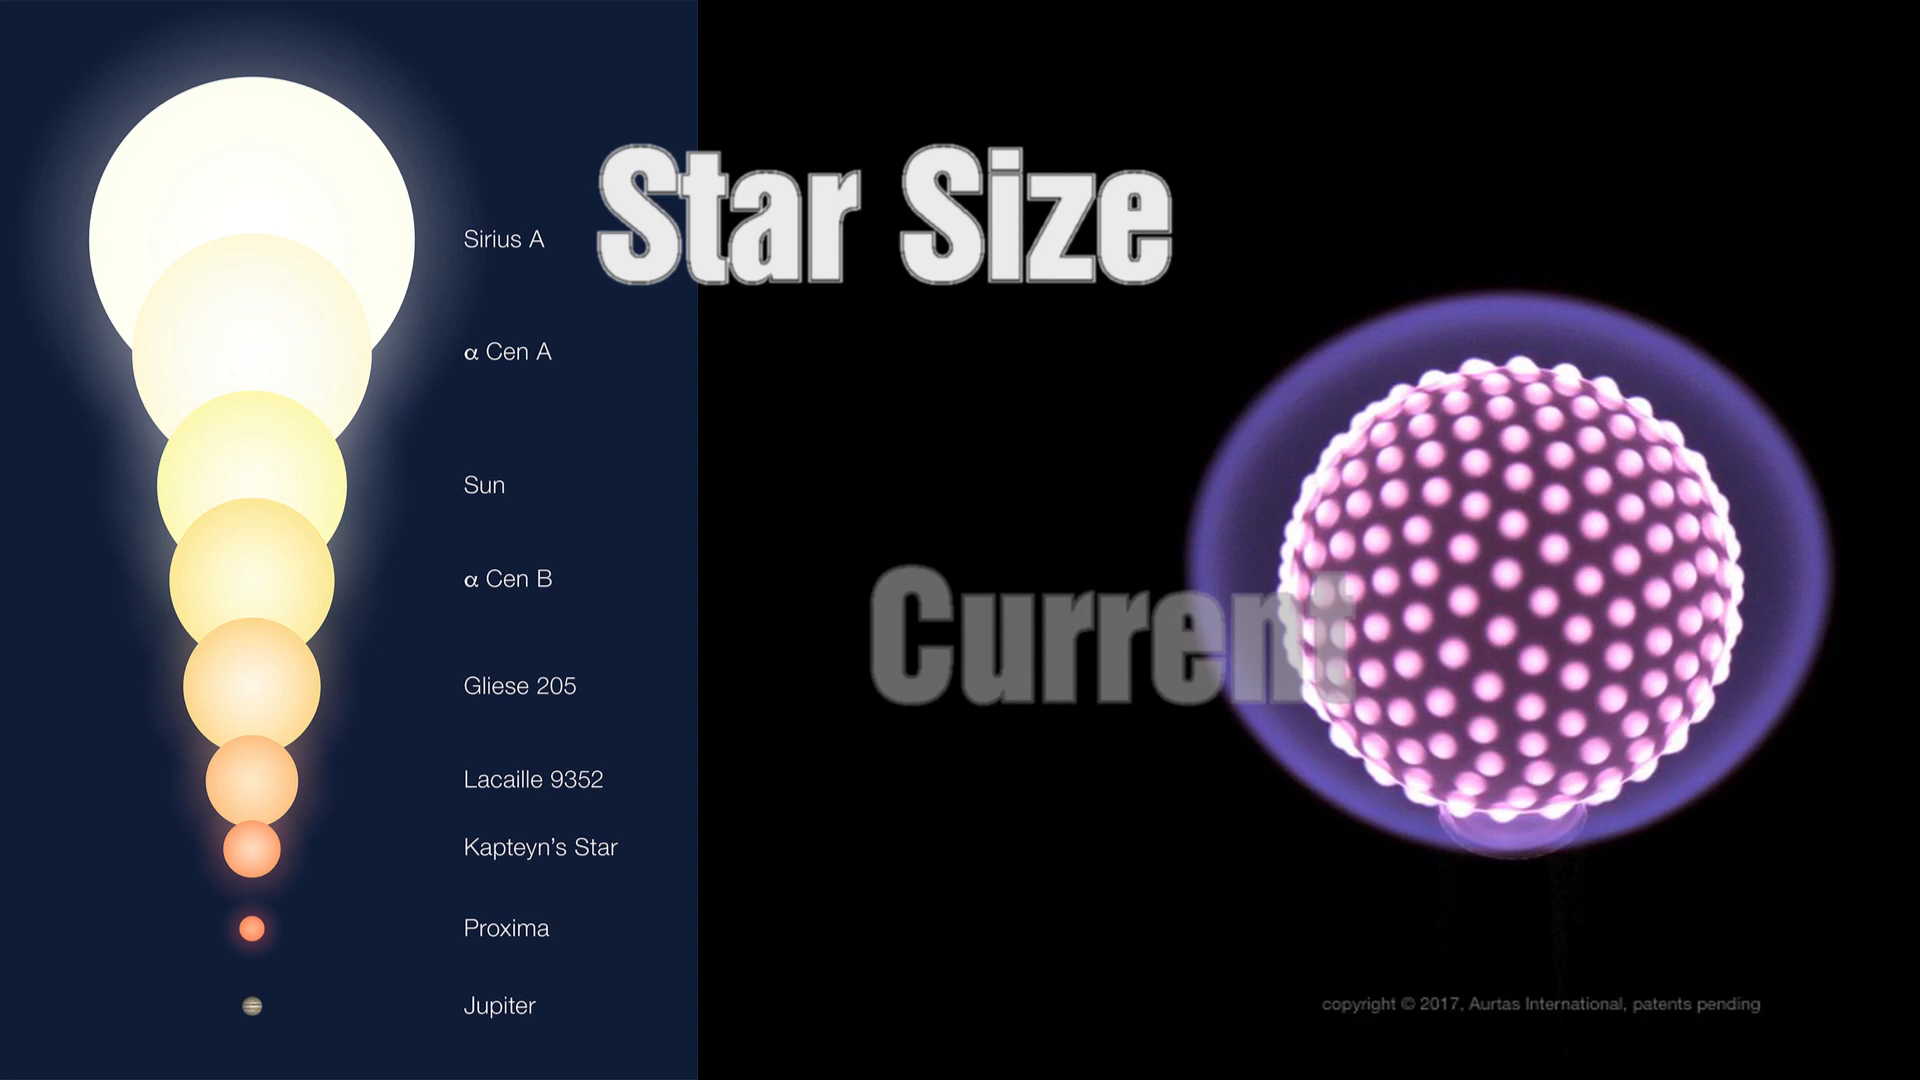 Star Size
Sirius A
α Cen A
Sun
α Cen B
Current
Gliese 205
Lacaille 9352
Kapteyn’s Star
Proxima
Jupiter
copyright © 2017, Aurtas International, patents pending